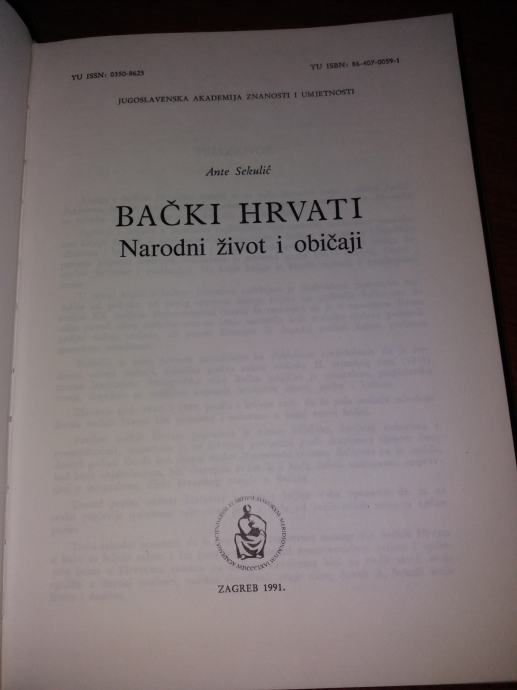 YU ISSN: 0350-8623
YU ISBN: 86-407-0059-1
JUGOSLAVENSKA AKADEMIJA ZNANOSTI I UMJETNOSTI
Ante Sekulić
BAČKI HRVATI
Narodni život i običaji
ZAGREB 1991.